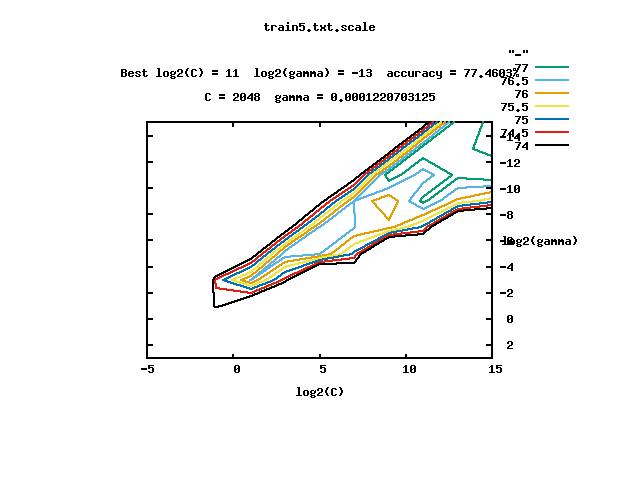 train5.txt.scale
"-"
Best log2(C) = 11 log2(gamma) = -13 accuracy = 77.4603%
77
76.5
C = 2048 gamma = 0.0001220703125
76
75.5
75
74.5
-14
74
-12
-10
-8
-6
log2(gamma)
-4
-2
0
2
-5 0 5 10 15
log2(C)